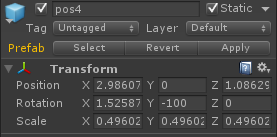 pos4 Static
Tag Untagged Layer Default
Prefab Select Revert Apply
Transform
Position X 2.98607 Y 0 Z 1.08629
Rotation X 1.52587 Y -100 Z 0
Scale X 0.49602 Y 0.49602 Z 0.49602